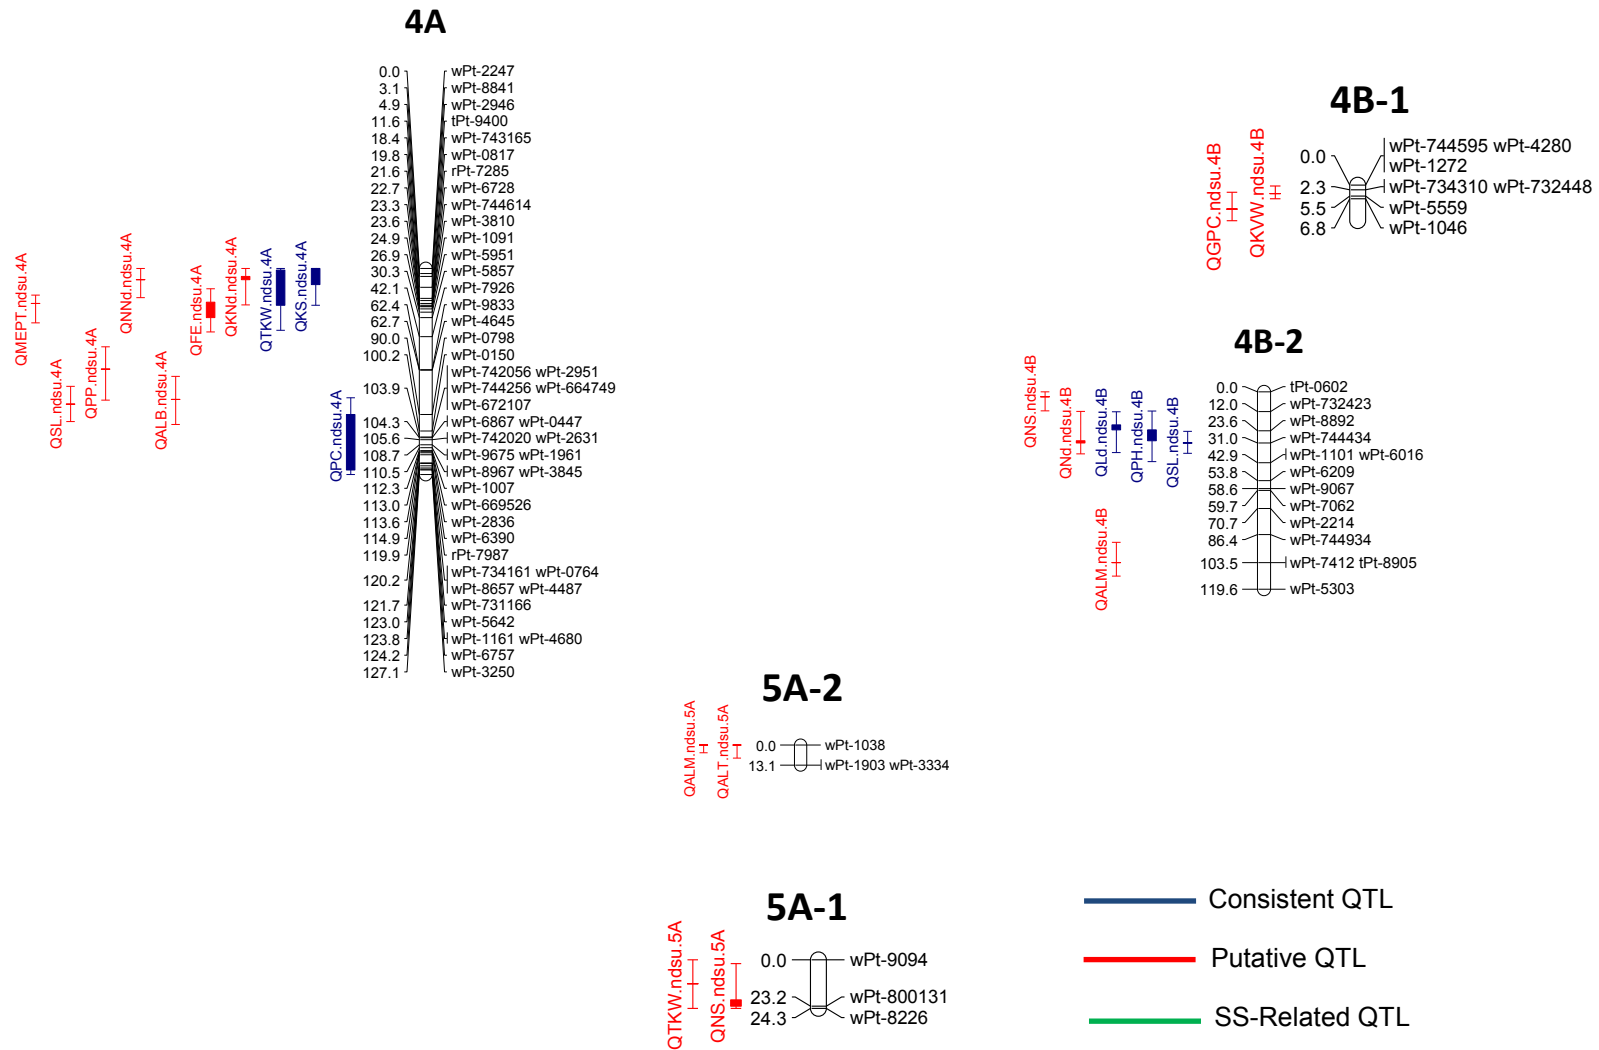 4A
0.0 wPt-2247
3.1 wPt-8841
4.9 wPt-2946
11.6 tPt-9400
18.4 wPt-743165
19.8 wPt-0817
21.6 rPt-7285
22.7 wPt-6728
23.3 wPt-744614
23.6 wPt-3810
24.9 wPt-1091
26.9 wPt-5951
30.3 wPt-5857
42.1 wPt-7926
62.4 wPt-9833
62.7 wPt-4645
90.0 wPt-0798
100.2 wPt-0150
wPt-742056 wPt-2951
103.9 wPt-744256 wPt-664749
wPt-672107
104.3 wPt-6867 wPt-0447
105.6 wPt-742020 wPt-2631
108.7 wPt-9675 wPt-1961
110.5 wPt-8967 wPt-3845
112.3 wPt-1007
113.0 wPt-669526
113.6 wPt-2836
114.9 wPt-6390
119.9 rPt-7987
wPt-734161 wPt-0764
120.2 wPt-8657 wPt-4487
121.7 wPt-731166
123.0 wPt-5642
123.8 wPt-1161 wPt-4680
124.2 wPt-6757
127.1 wPt-3250
QMEPT.ndsu.4A
QSL.ndsu.4A
QPP.ndsu.4A
QNNd.ndsu.4A
QALB.ndsu.4A
QFE.ndsu.4A
QKNd.ndsu.4A
QTKW.ndsu.4A
QKS.ndsu.4A
QPC.ndsu.4A
4B-1
QGPC.ndsu.4B
QKVW.ndsu.4B
wPt-744595 wPt-4280
0.0 wPt-1272
2.3 wPt-734310 wPt-732448
5.5 wPt-5559
6.8 wPt-1046
4B-2
QNS.ndsu.4B
QNd.ndsu.4B
QLd.ndsu.4B
QPH.ndsu.4B
QSL.ndsu.4B
QALM.ndsu.4B
0.0 tPt-0602
12.0 wPt-732423
23.6 wPt-8892
31.0 wPt-744434
42.9 wPt-1101 wPt-6016
53.8 wPt-6209
58.6 wPt-9067
59.7 wPt-7062
70.7 wPt-2214
86.4 wPt-744934
103.5 wPt-7412 tPt-8905
119.6 wPt-5303
5A-2
QALM.ndsu.5A
QALT.ndsu.5A
0.0 wPt-1038
13.1 wPt-1903 wPt-3334
5A-1
QTKW.ndsu.5A
QNS.ndsu.5A
0.0 wPt-9094
23.2 wPt-800131
24.3 wPt-8226
Consistent QTL
Putative QTL
SS-Related QTL